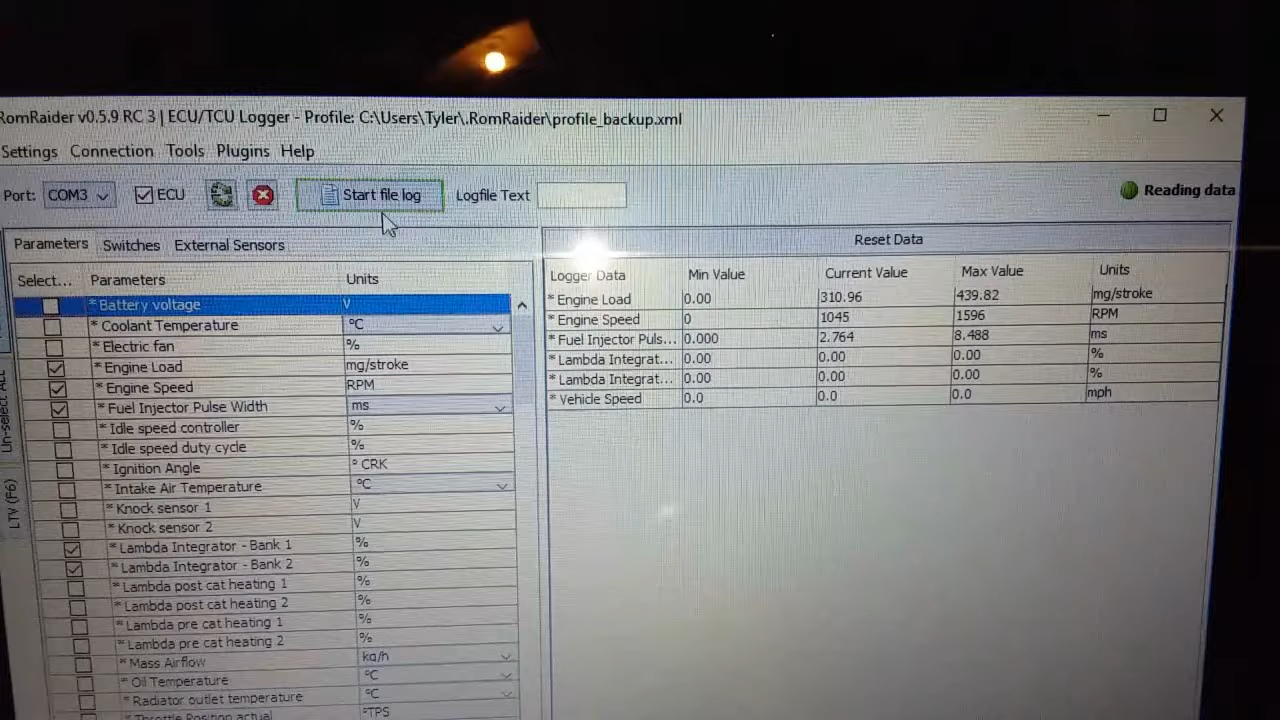 RomRaider v0.5.9 RC 3 | ECU/TCU Logger - Profile: C:\Users\Tyler\.RomRaider\profile_backup.xml
Settings Connection Tools Plugins Help
Port: COM3 ECU Start file log Logfile Text Reading data
Parameters Switches External Sensors
Reset Data
Select... Parameters Units
Logger Data Min Value Current Value Max Value Units
* Battery voltage V
* Coolant Temperature °C
* Electric fan %
* Engine Load mg/stroke
* Engine Speed RPM
* Fuel Injector Pulse Width ms
* Idle speed controller %
* Idle speed duty cycle %
* Ignition Angle ° CRK
* Intake Air Temperature °C
* Knock sensor 1 V
* Knock sensor 2 V
* Lambda Integrator - Bank 1 %
* Lambda Integrator - Bank 2 %
* Lambda post cat heating 1 %
* Lambda post cat heating 2 %
* Lambda pre cat heating 1 %
* Lambda pre cat heating 2 %
* Mass Airflow kg/h
* Oil Temperature °C
* Radiator outlet temperature °C
* Throttle Position actual °TPS
* Engine Load 0.00 310.96 439.82 mg/stroke
* Engine Speed 0 1045 1596 RPM
* Fuel Injector Puls... 0.000 2.764 8.488 ms
* Lambda Integrat... 0.00 0.00 0.00 %
* Lambda Integrat... 0.00 0.00 0.00 %
* Vehicle Speed 0.0 0.0 0.0 mph
Un-select ALL
LTV (F6)